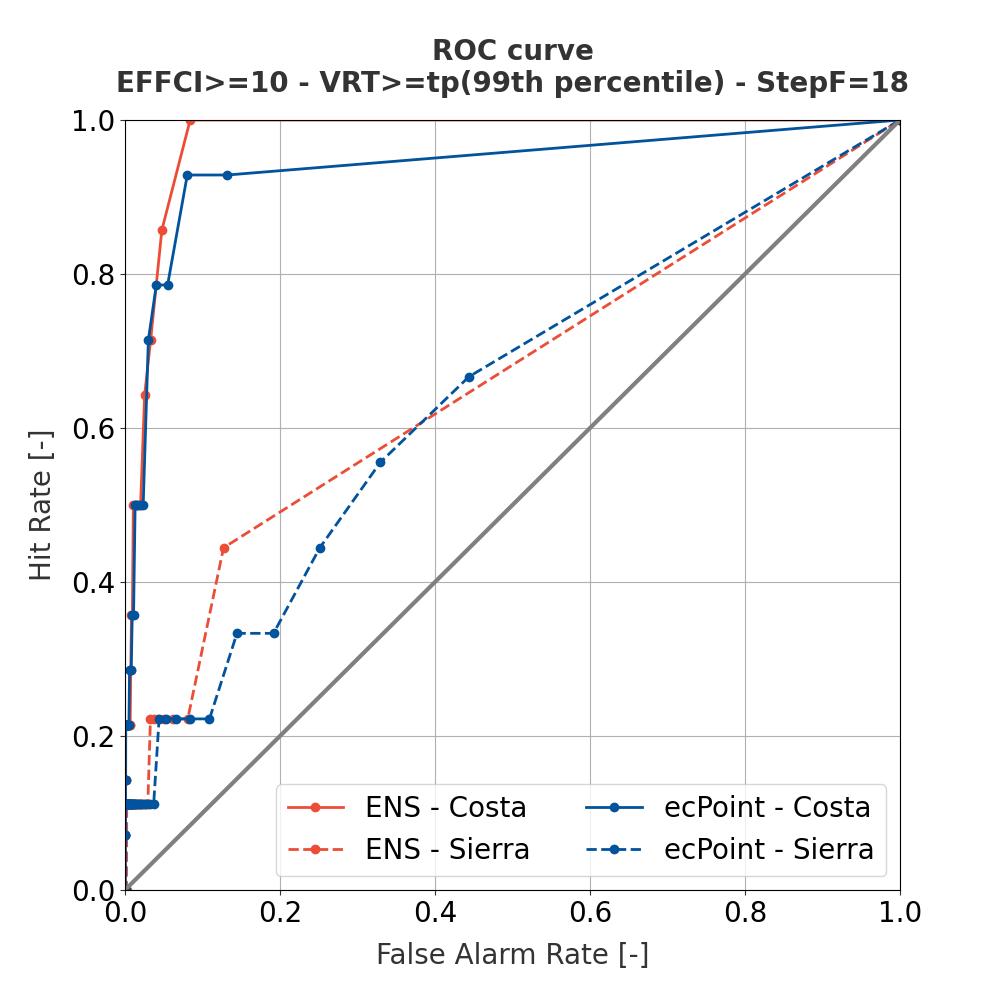 ROC curve
EFFCI>=10 - VRT>=tp(99th percentile) - StepF=18
1.0
0.8
0.6
0.4
0.2
0.0
Hit Rate [-]
ENS - Costa
ENS - Sierra
ecPoint - Costa
ecPoint - Sierra
0.0 0.2 0.4 0.6 0.8 1.0
False Alarm Rate [-]